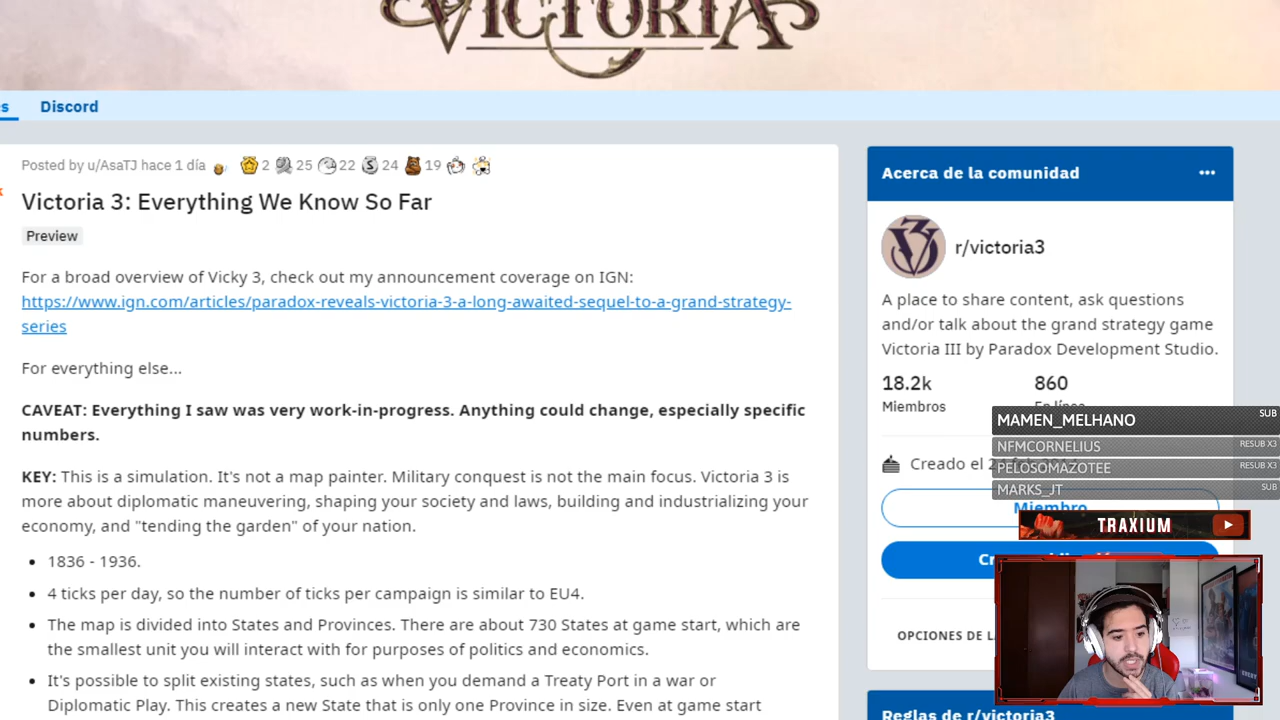 VICTORIA
s Discord
Posted by u/AsaTJ hace 1 día 2 25 22 24 19
Victoria 3: Everything We Know So Far
Preview
For a broad overview of Vicky 3, check out my announcement coverage on IGN:
https://www.ign.com/articles/paradox-reveals-victoria-3-a-long-awaited-sequel-to-a-grand-strategy-
series
For everything else...
CAVEAT: Everything I saw was very work-in-progress. Anything could change, especially specific
numbers.
KEY: This is a simulation. It's not a map painter. Military conquest is not the main focus. Victoria 3 is
more about diplomatic maneuvering, shaping your society and laws, building and industrializing your
economy, and "tending the garden" of your nation.
• 1836 - 1936.
• 4 ticks per day, so the number of ticks per campaign is similar to EU4.
• The map is divided into States and Provinces. There are about 730 States at game start, which are
the smallest unit you will interact with for purposes of politics and economics.
• It's possible to split existing states, such as when you demand a Treaty Port in a war or
Diplomatic Play. This creates a new State that is only one Province in size. Even at game start
Acerca de la comunidad
r/victoria3
A place to share content, ask questions
and/or talk about the grand strategy game
Victoria III by Paradox Development Studio.
18.2k 860
Miembros En línea
Creado el
Miembro
OPCIONES DE LA
Reglas de r/victoria3
MAMEN_MELHANO SUB
NFMCORNELIUS RESUB X3
PELOSOMAZOTEE RESUB X3
MARKS_JT SUB
TRAXIUM